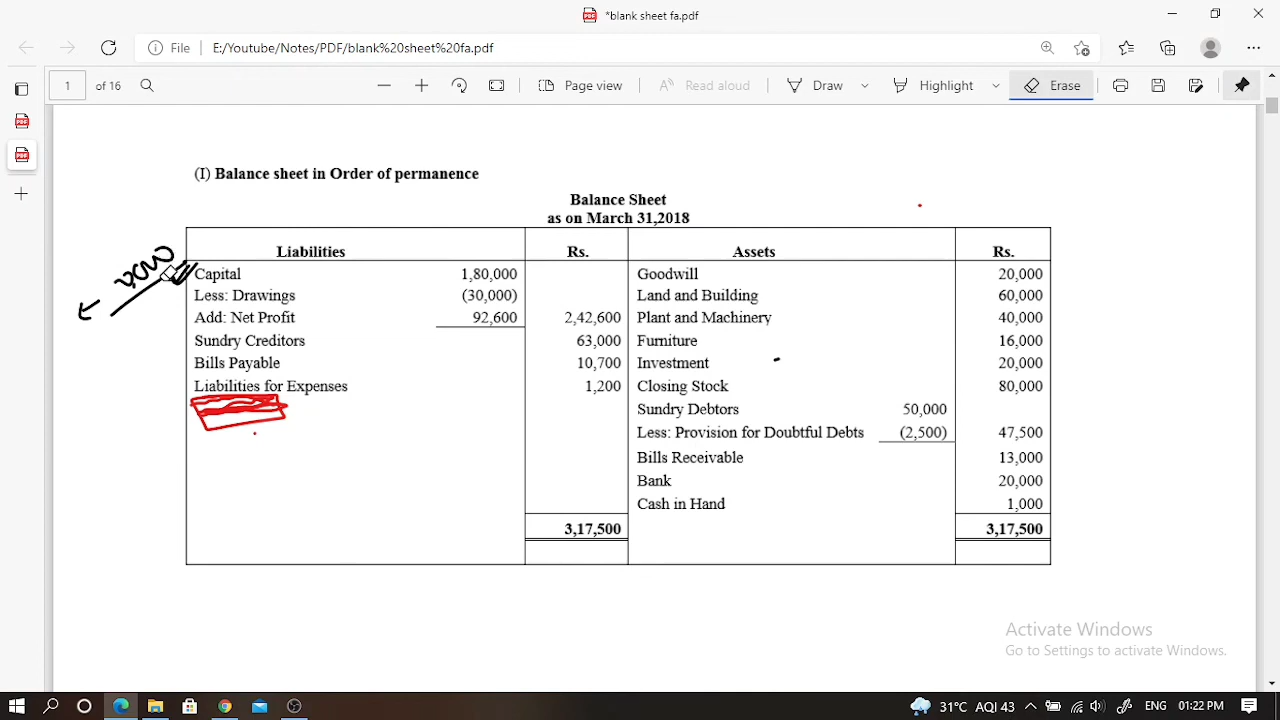 *blank sheet fa.pdf
File E:/Youtube/Notes/PDF/blank%20sheet%20fa.pdf
1 of 16 Page view Read aloud Draw Highlight Erase
(I) Balance sheet in Order of permanence
Balance Sheet
as on March 31,2018
Liabilities Rs. Assets Rs.
Capital 1,80,000 Goodwill 20,000
Less: Drawings (30,000) Land and Building 60,000
Add: Net Profit 92,600 2,42,600 Plant and Machinery 40,000
Sundry Creditors 63,000 Furniture 16,000
Bills Payable 10,700 Investment 20,000
Liabilities for Expenses 1,200 Closing Stock 80,000
Sundry Debtors 50,000
Less: Provision for Doubtful Debts (2,500) 47,500
Bills Receivable 13,000
Bank 20,000
Cash in Hand 1,000
3,17,500 3,17,500
Activate Windows
Go to Settings to activate Windows.
31°C AQI 43 ENG 01:22 PM